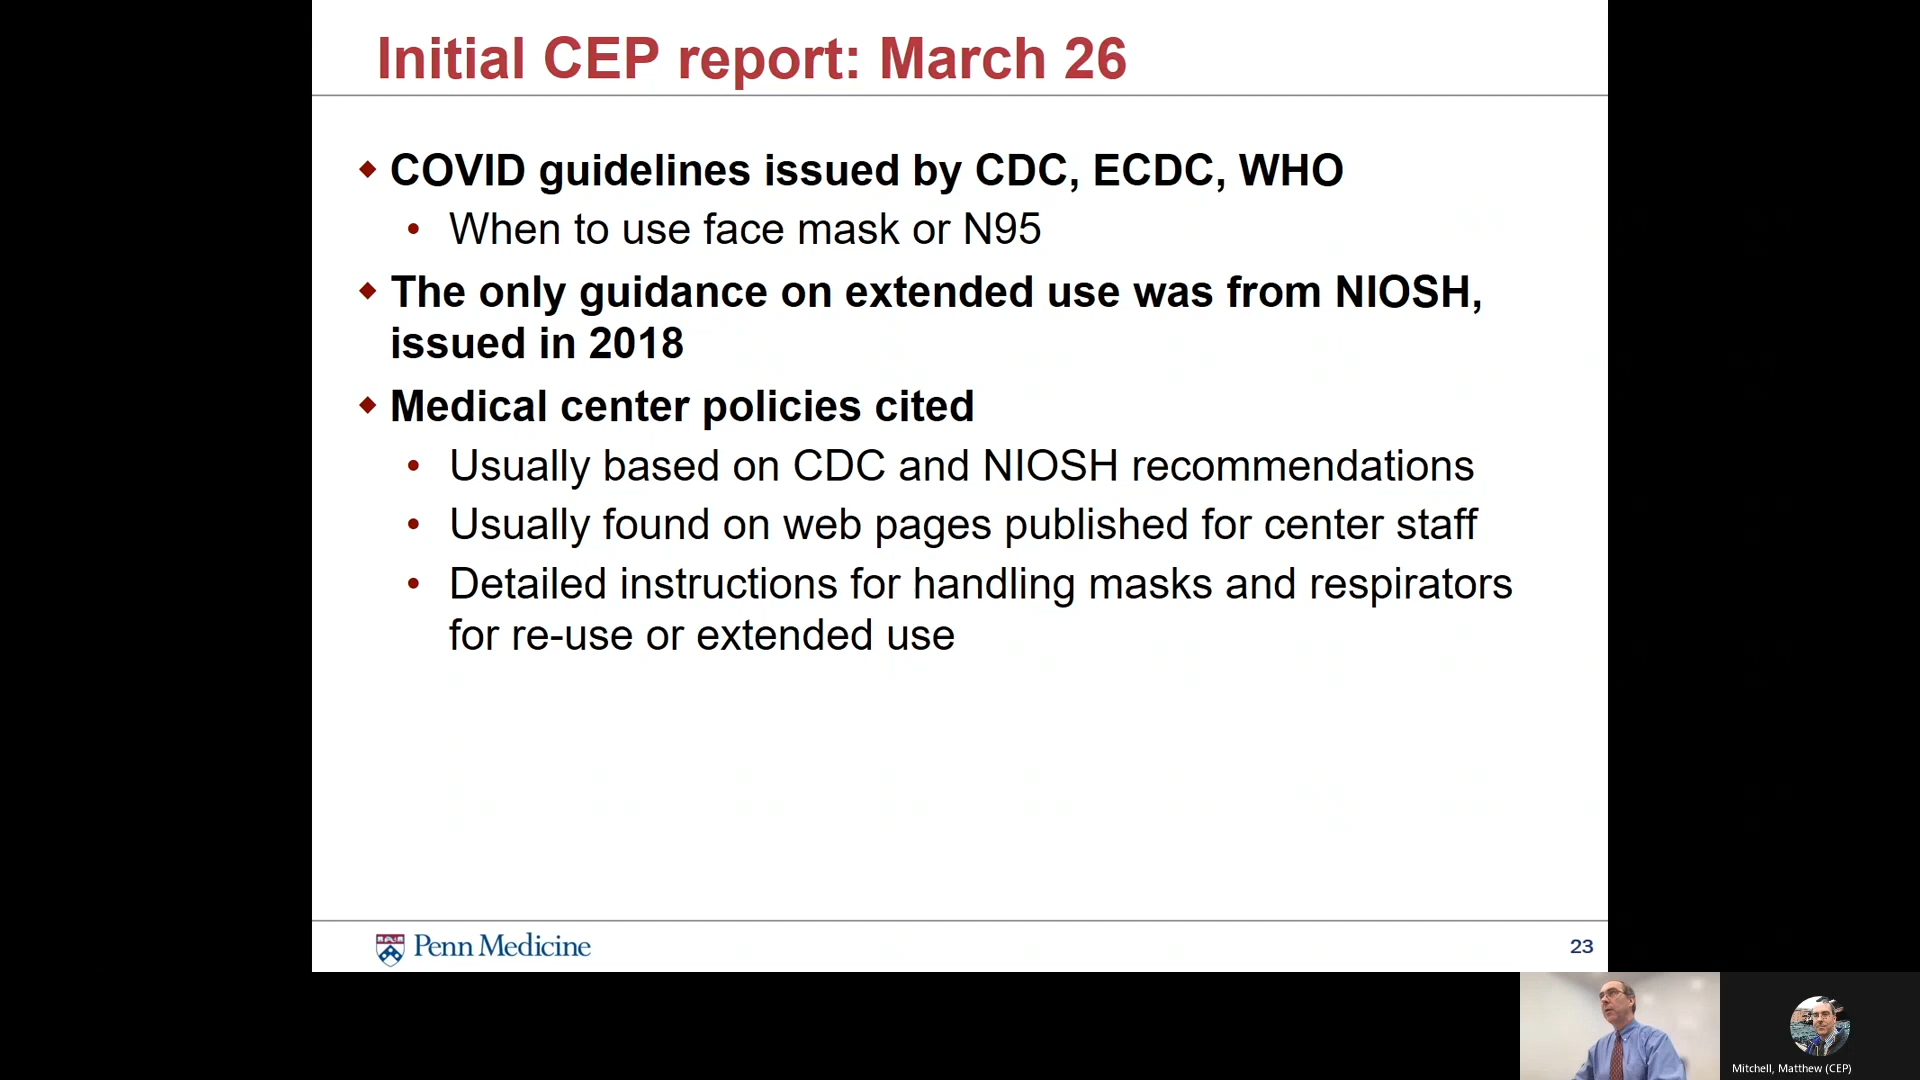 Initial CEP report: March 26
COVID guidelines issued by CDC, ECDC, WHO
When to use face mask or N95
The only guidance on extended use was from NIOSH,
issued in 2018
Medical center policies cited
Usually based on CDC and NIOSH recommendations
Usually found on web pages published for center staff
Detailed instructions for handling masks and respirators
for re-use or extended use
Penn Medicine
23
Mitchell, Matthew (CEP)